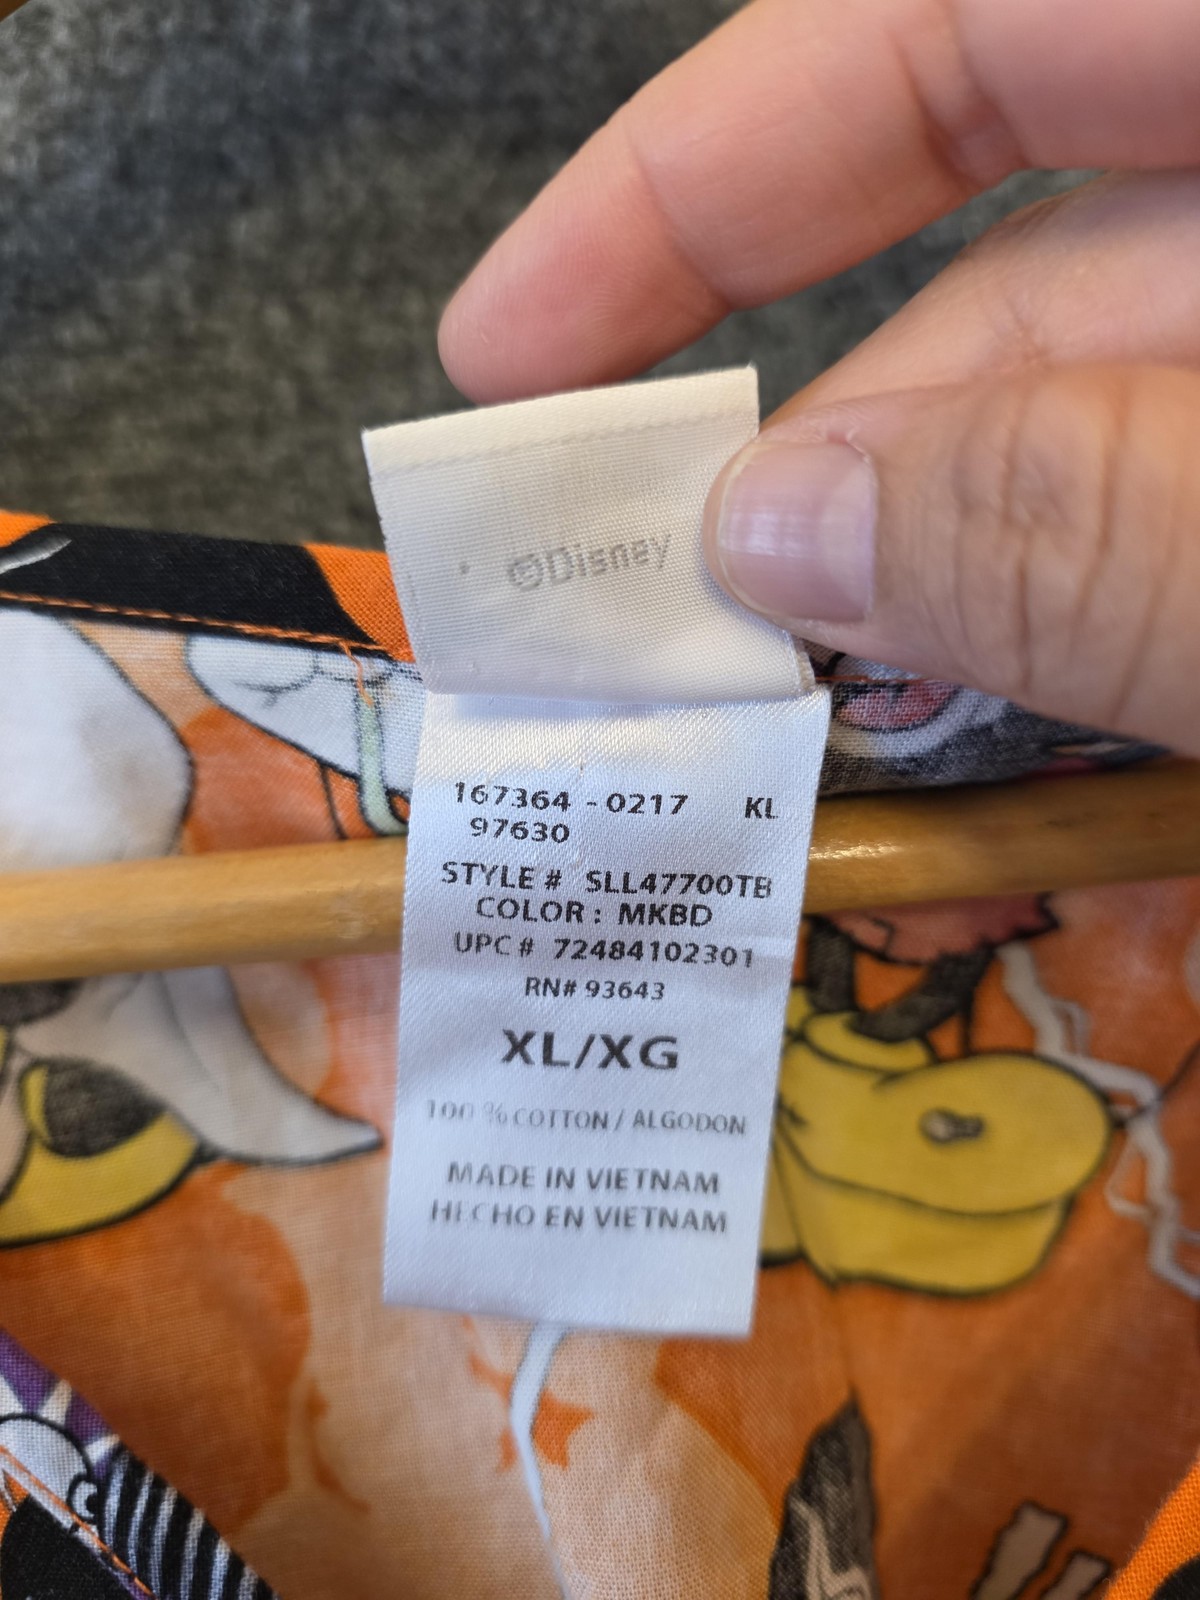 ©Disney
167364 - 0217 KL
97630
STYLE # SLL47700TB
COLOR : MKBD
UPC # 72484102301
RN# 93643
XL/XG
100 % COTTON / ALGODON
MADE IN VIETNAM
HECHO EN VIETNAM